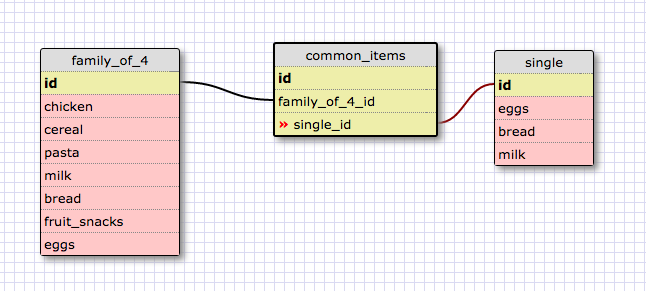 family_of_4
id
chicken
cereal
pasta
milk
bread
fruit_snacks
eggs
common_items
id
family_of_4_id
» single_id
single
id
eggs
bread
milk